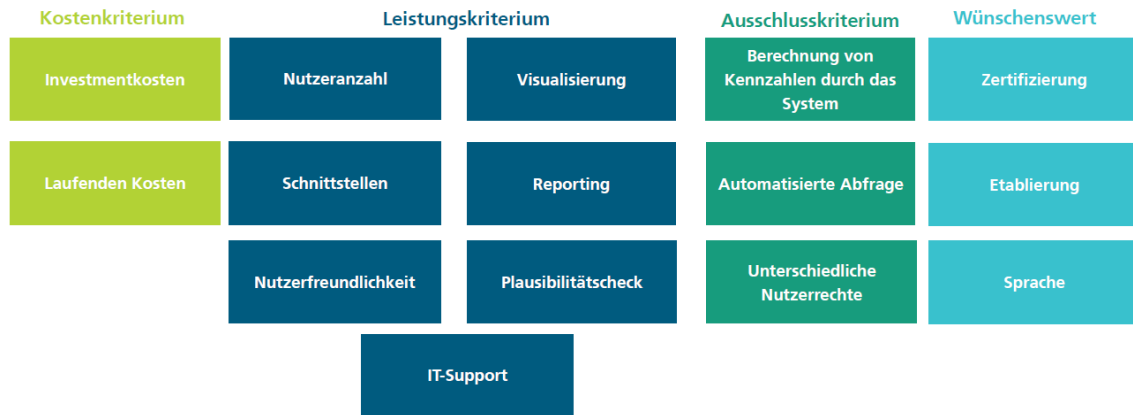 Kostenkriterium
Leistungskriterium
Ausschlusskriterium
Wünschenswert
Investmentkosten
Nutzeranzahl
Visualisierung
Berechnung von
Kennzahlen durch das
System
Zertifizierung
Laufenden Kosten
Schnittstellen
Reporting
Automatisierte Abfrage
Etablierung
Nutzerfreundlichkeit
Plausibilitätscheck
Unterschiedliche
Nutzerrechte
Sprache
IT-Support